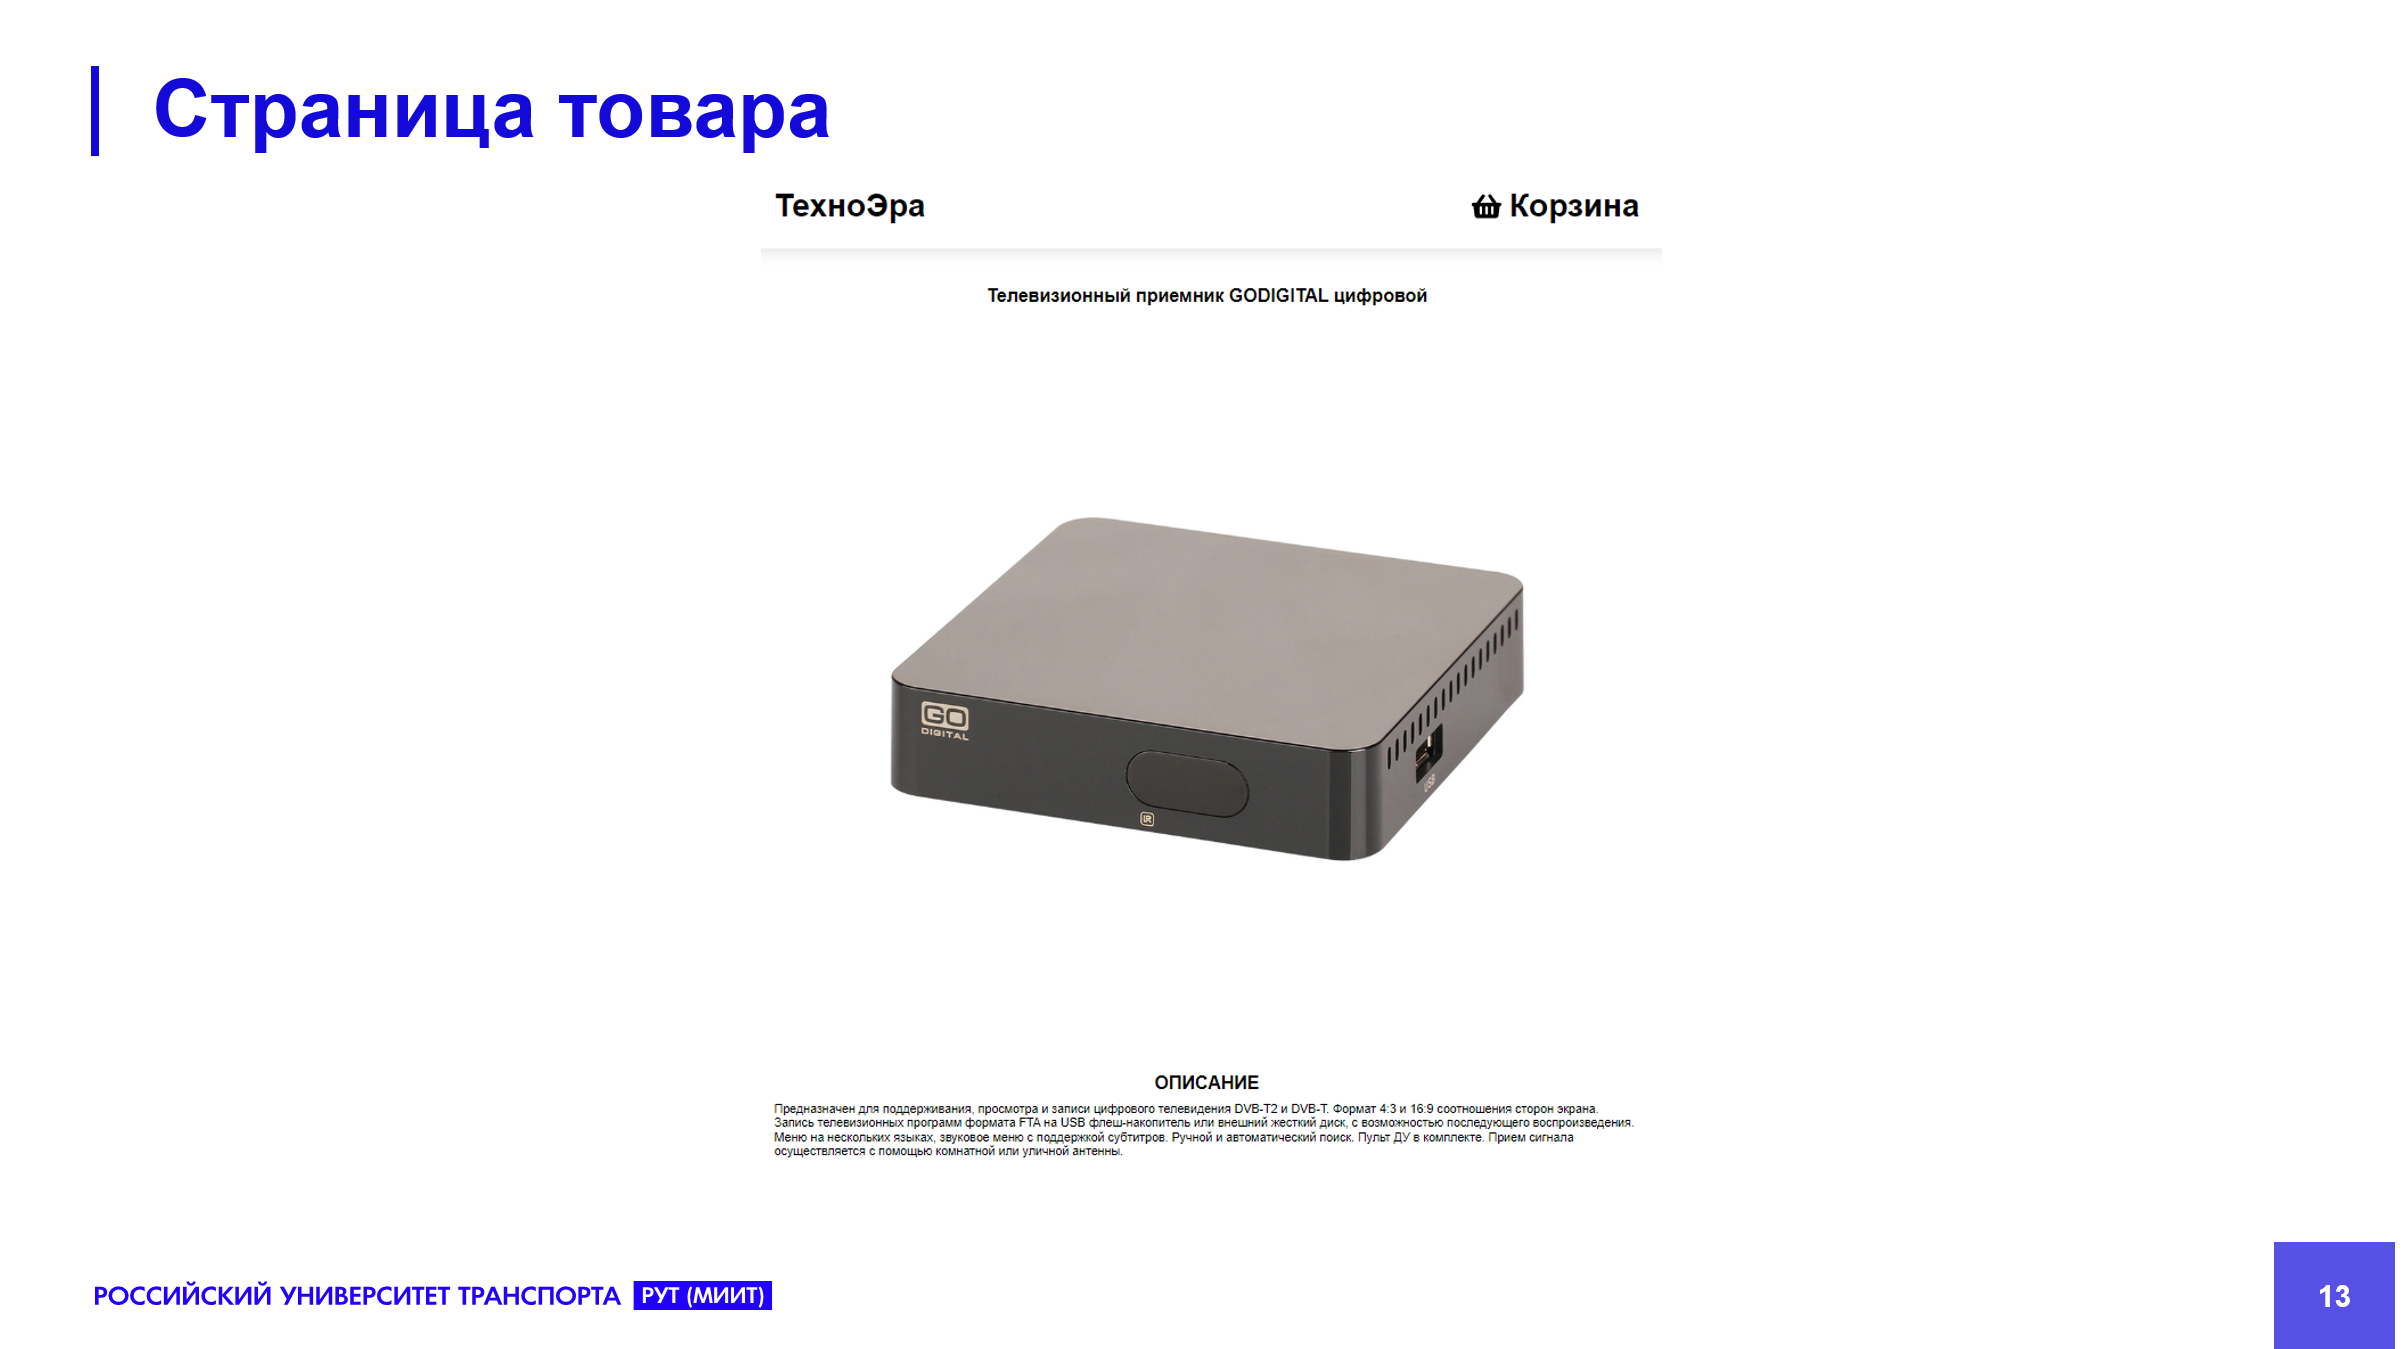 Страница товара
ТехноЭра
Корзина
Телевизионный приемник GODIGITAL цифровой
GO
DIGITAL
IR
USB
ОПИСАНИЕ
Предназначен для поддерживания, просмотра и записи цифрового телевидения DVB-T2 и DVB-T. Формат 4:3 и 16:9 соотношения сторон экрана.
Запись телевизионных программ формата FTA на USB флеш-накопитель или внешний жесткий диск, с возможностью последующего воспроизведения.
Меню на нескольких языках, звуковое меню с поддержкой субтитров. Ручной и автоматический поиск. Пульт ДУ в комплекте. Прием сигнала
осуществляется с помощью комнатной или уличной антенны.
РОССИЙСКИЙ УНИВЕРСИТЕТ ТРАНСПОРТА РУТ (МИИТ)
13